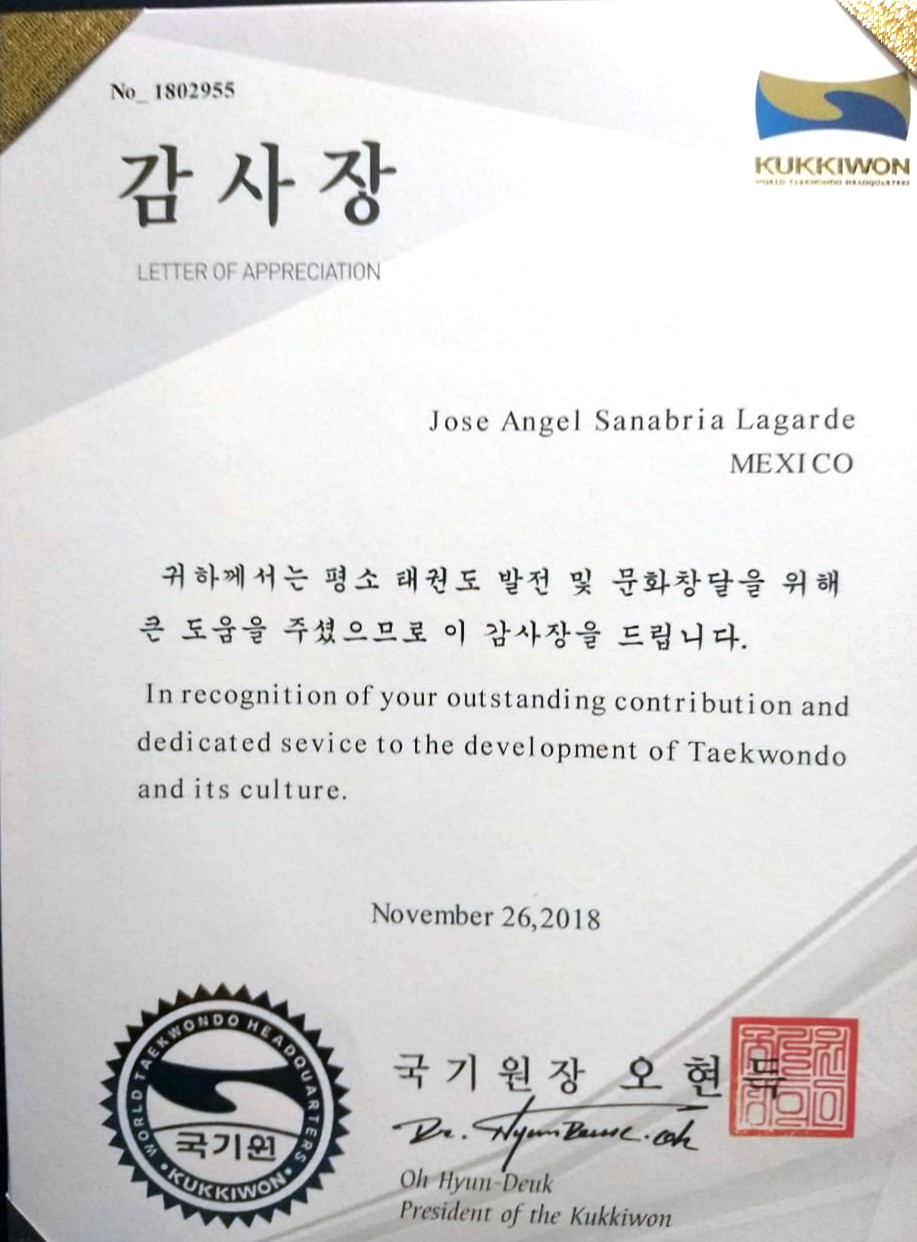 No_ 1802955
KUKKIWON
WORLD TAEKWONDO HEADQUARTERS
감사장
LETTER OF APPRECIATION
Jose Angel Sanabria Lagarde
MEXICO
귀하께서는 평소 태권도 발전 및 문화창달을 위해
큰 도움을 주셨으므로 이 감사장을 드립니다.
In recognition of your outstanding contribution and
dedicated sevice to the development of Taekwondo
and its culture.
November 26,2018
WORLD TAEKWONDO HEADQUARTERS
국기원
KUKKIWON
국기원장 오현득
Oh Hyun-Deuk
President of the Kukkiwon